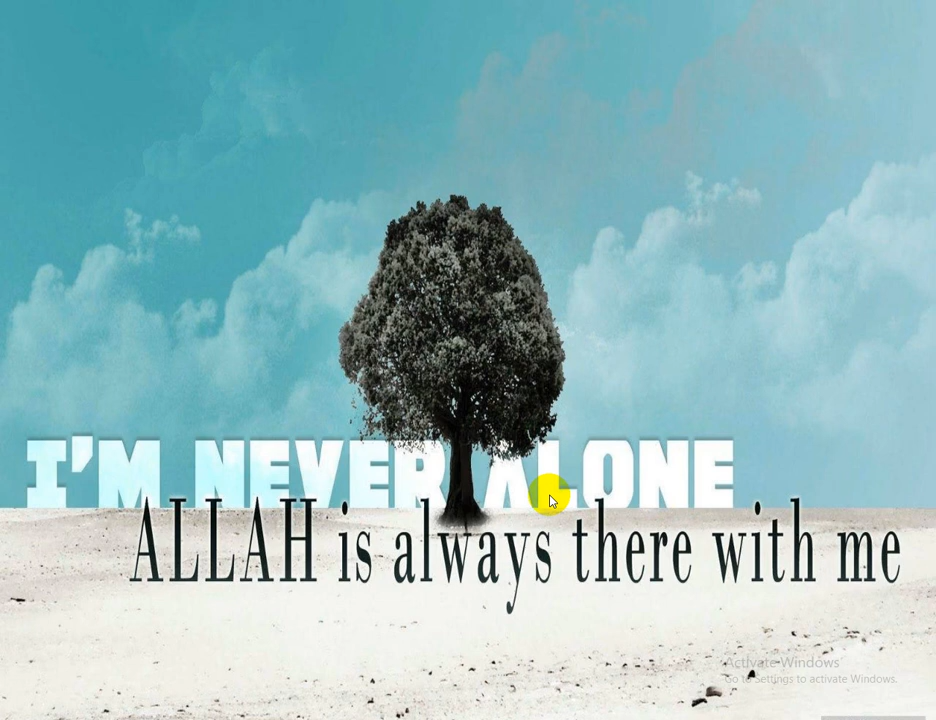 I'M NEVER ALONE
ALLAH is always there with me
Activate Windows
Go to Settings to activate Windows.